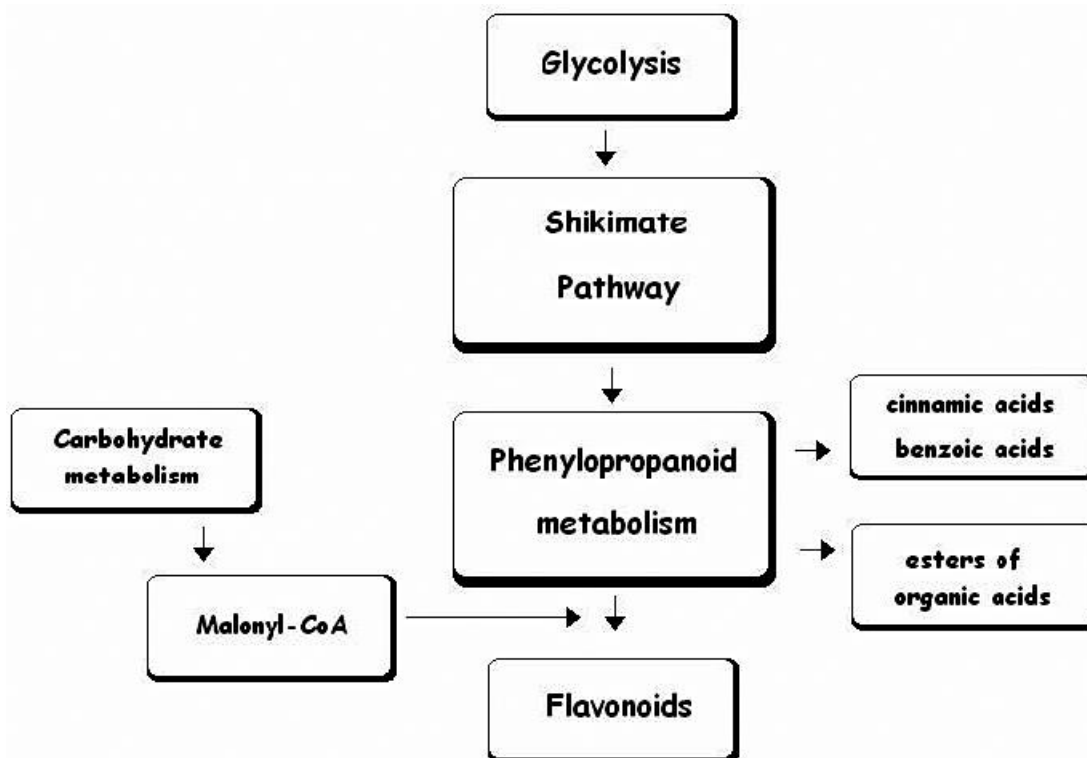 Glycolysis
Shikimate
Pathway
Carbohydrate
metabolism
Phenylopropanoid
metabolism
cinnamic acids
benzoic acids
esters of
organic acids
Malonyl-CoA
Flavonoids